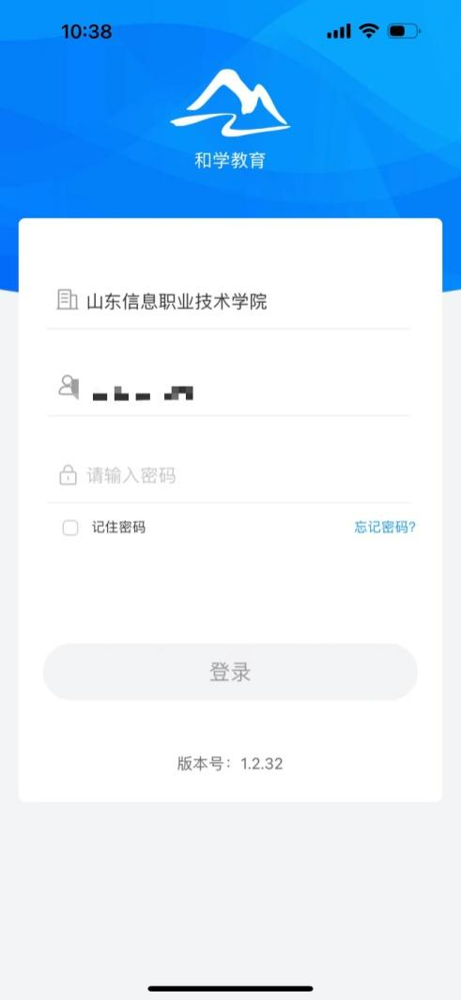 10:38
和学教育
山东信息职业技术学院
请输入密码
记住密码
忘记密码?
登录
版本号：1.2.32